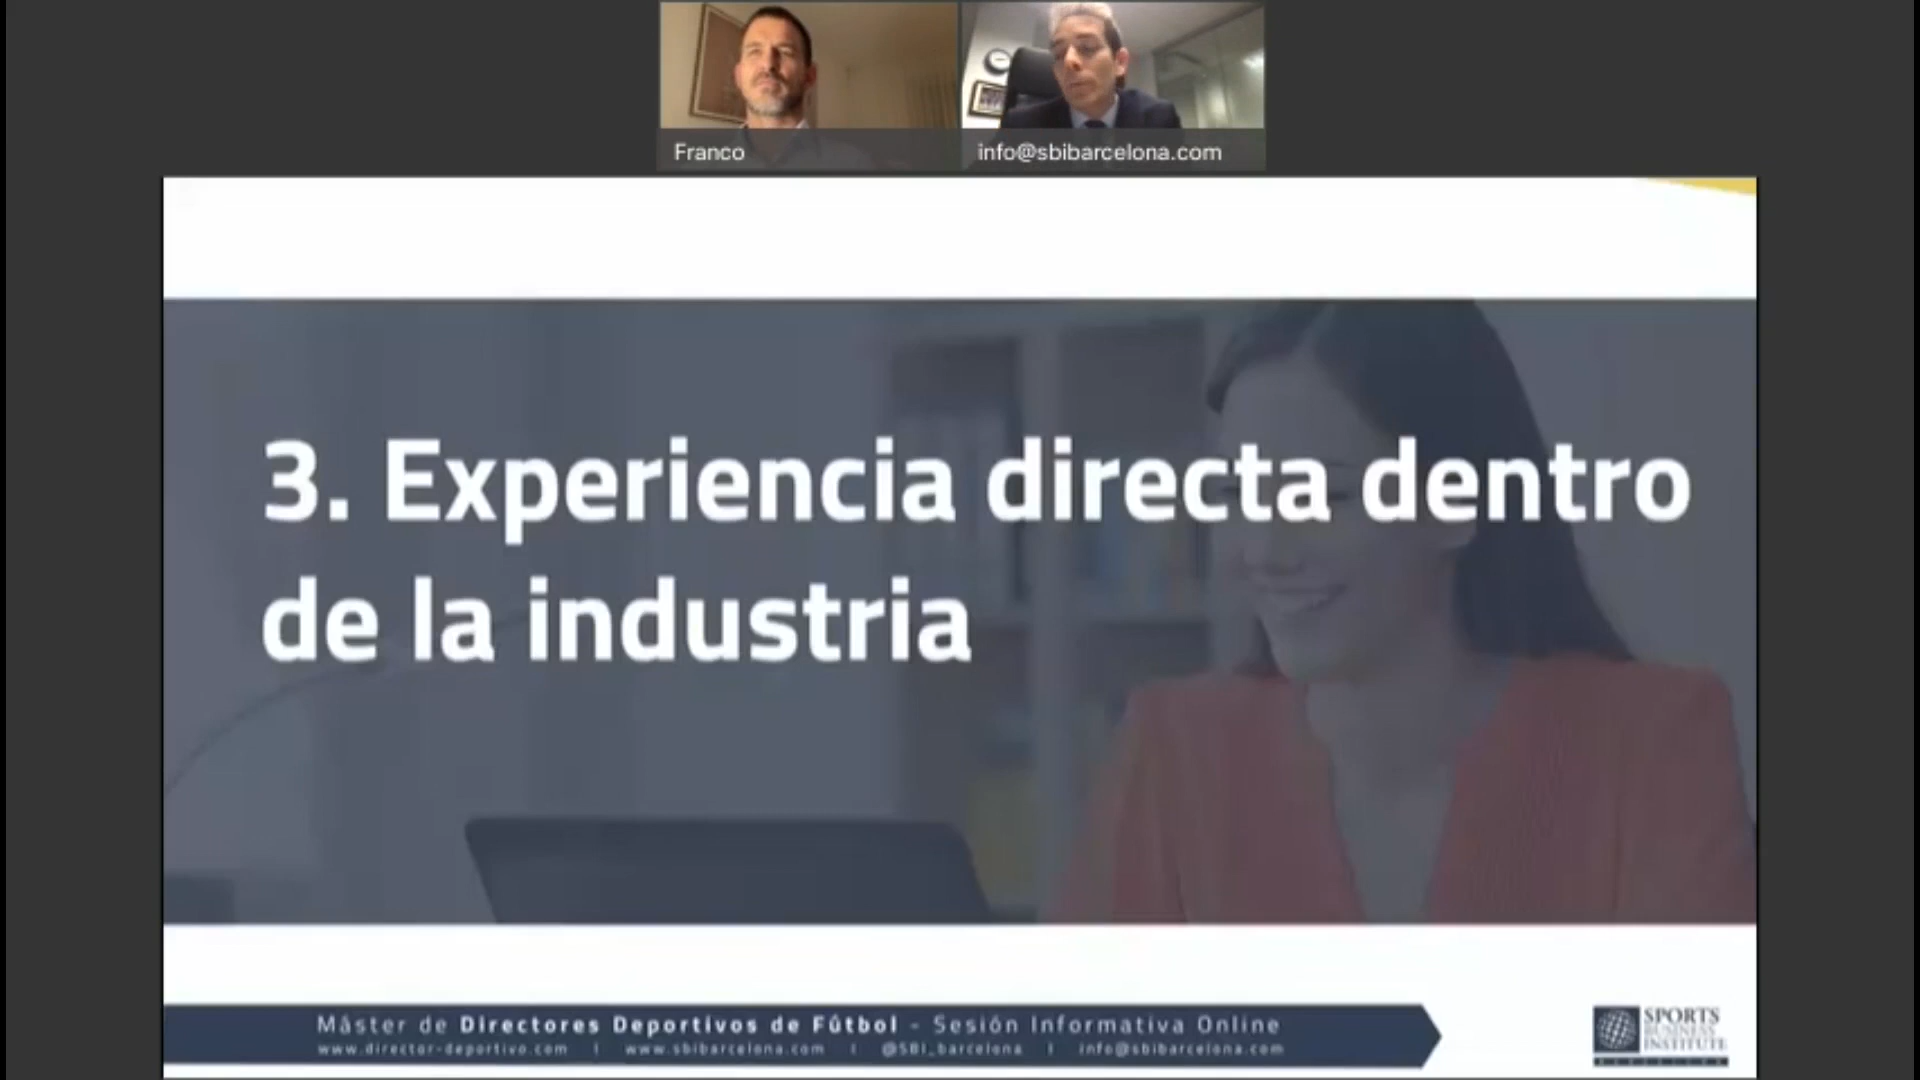 Franco
info@sbibarcelona.com
3. Experiencia directa dentro
de la industria
Máster de Directores Deportivos de Fútbol - Sesión Informativa Online
www.director-deportivo.com | www.sbibarcelona.com | @SBI_barcelona | info@sbibarcelona.com
SPORTS
BUSINESS
INSTITUTE
BARCELONA